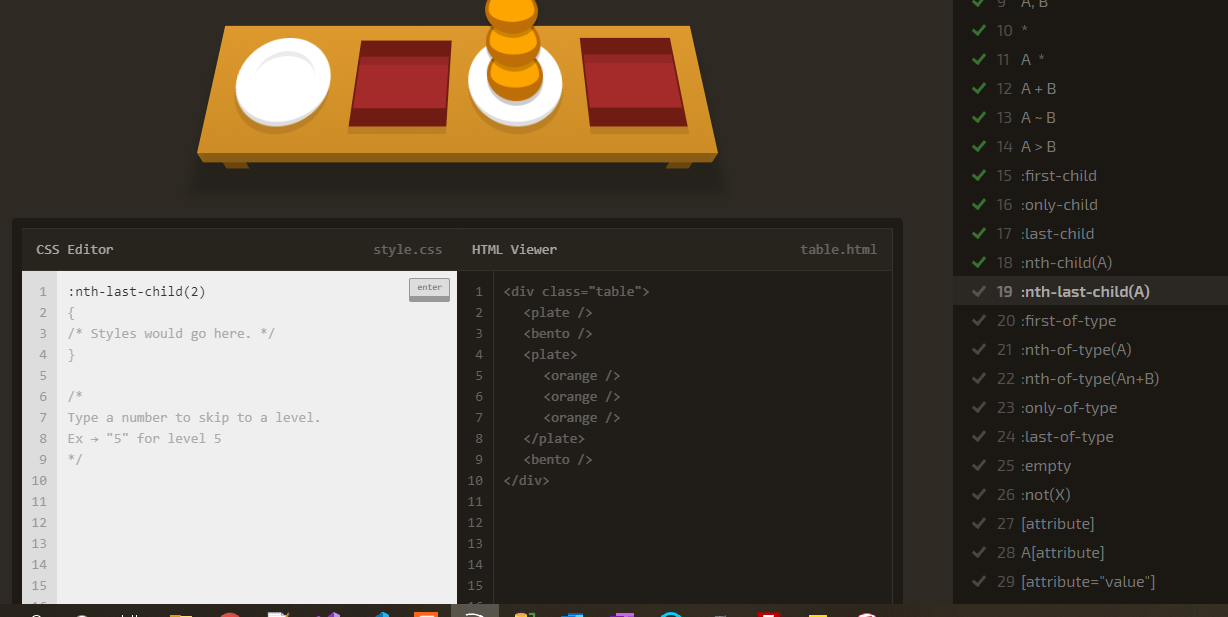 CSS Editor
style.css
HTML Viewer
table.html
enter
1 :nth-last-child(2)
2 {
3 /* Styles would go here. */
4 }
5
6 /*
7 Type a number to skip to a level.
8 Ex → "5" for level 5
9 */
10
11
12
13
14
15
1 <div class="table">
2 <plate />
3 <bento />
4 <plate>
5 <orange />
6 <orange />
7 <orange />
8 </plate>
9 <bento />
10 </div>
11
12
13
14
15
9 A, B
10 *
11 A *
12 A + B
13 A ~ B
14 A > B
15 :first-child
16 :only-child
17 :last-child
18 :nth-child(A)
19 :nth-last-child(A)
20 :first-of-type
21 :nth-of-type(A)
22 :nth-of-type(An+B)
23 :only-of-type
24 :last-of-type
25 :empty
26 :not(X)
27 [attribute]
28 A[attribute]
29 [attribute="value"]